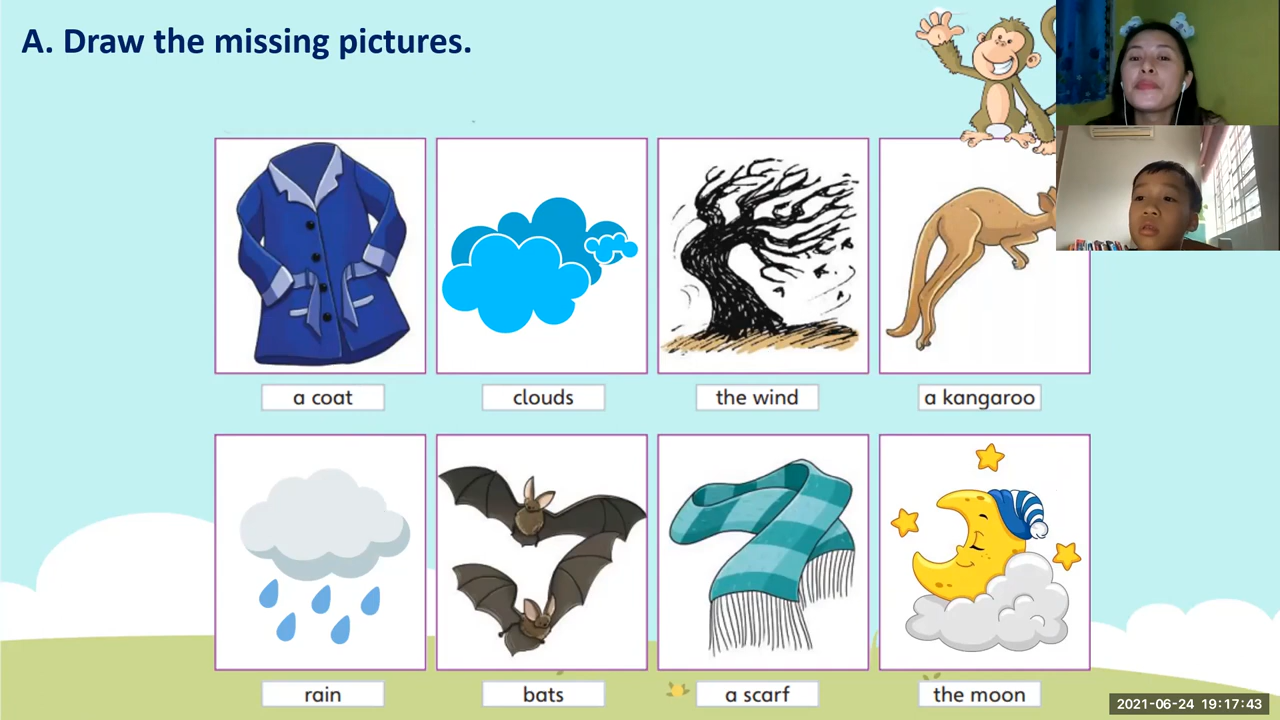 A. Draw the missing pictures.
a coat
clouds
the wind
a kangaroo
rain
bats
a scarf
the moon
2021-06-24 19:17:43